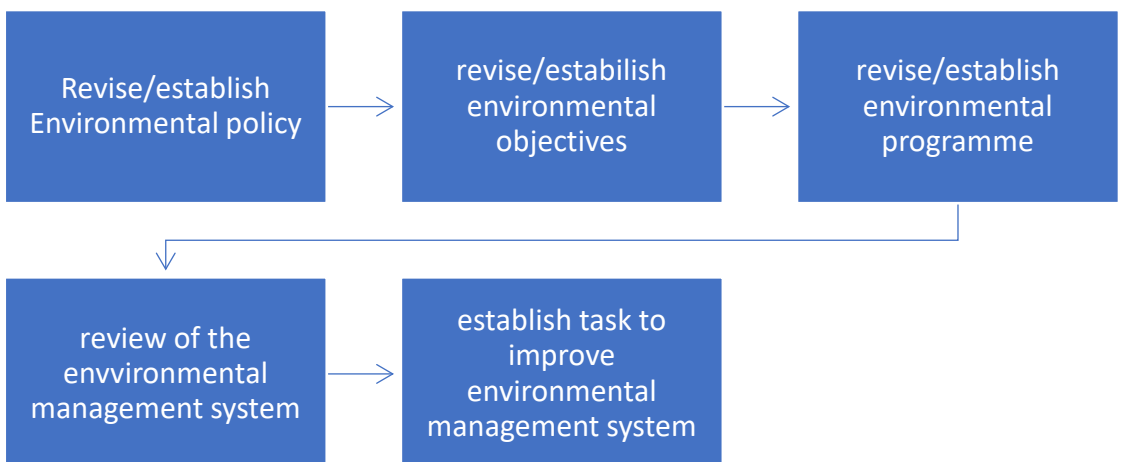 Revise/establish
Environmental policy
revise/estabilish
environmental
objectives
revise/establish
environmental
programme
review of the
envvironmental
management system
establish task to
improve
environmental
management system